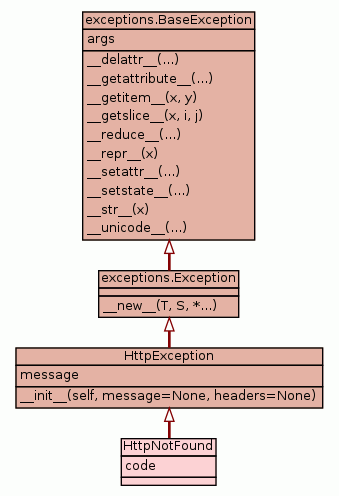 exceptions.BaseException
args
__delattr__(...)
__getattribute__(...)
__getitem__(x, y)
__getslice__(x, i, j)
__reduce__(...)
__repr__(x)
__setattr__(...)
__setstate__(...)
__str__(x)
__unicode__(...)
exceptions.Exception
__new__(T, S, *...)
HttpException
message
__init__(self, message=None, headers=None)
HttpNotFound
code